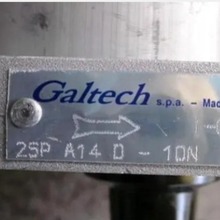 Galtech s.p.a. - Mad
2SP A14 D - 10N